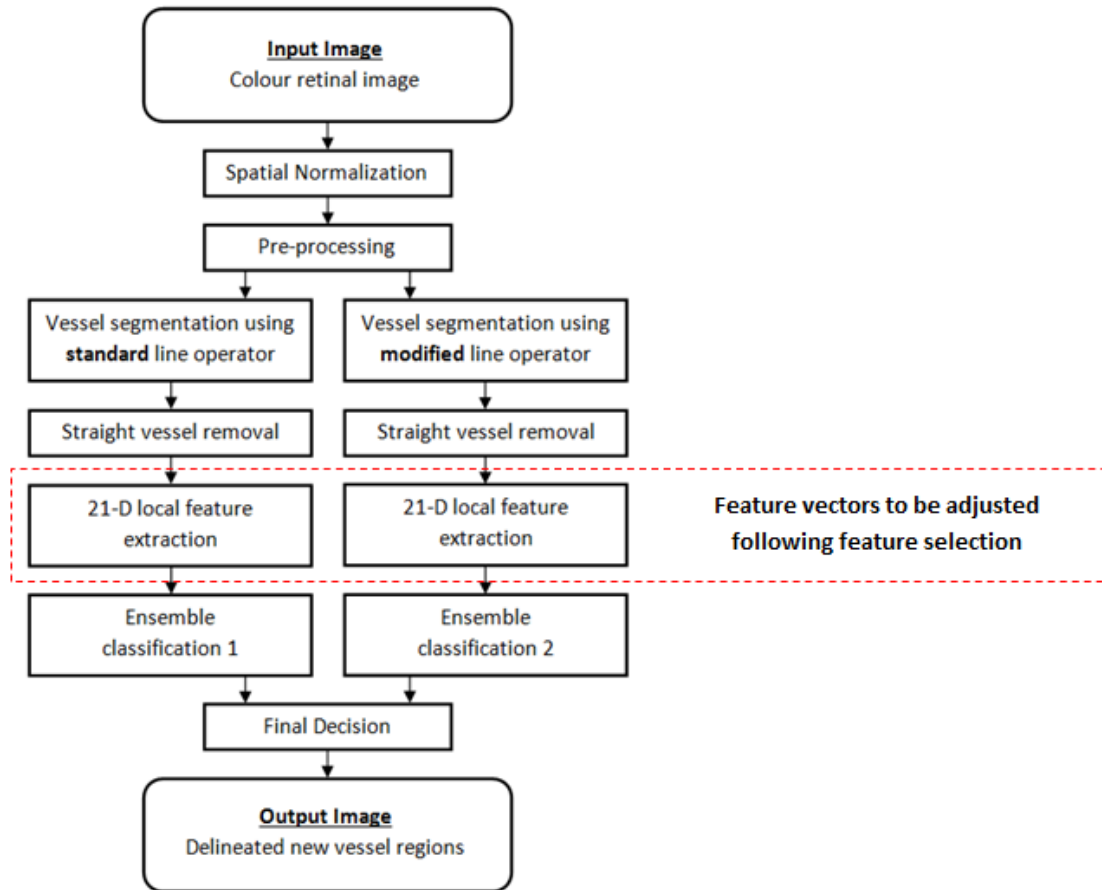 Input Image
Colour retinal image
Spatial Normalization
Pre-processing
Vessel segmentation using
standard line operator
Vessel segmentation using
modified line operator
Straight vessel removal
Straight vessel removal
21-D local feature
extraction
21-D local feature
extraction
Feature vectors to be adjusted
following feature selection
Ensemble
classification 1
Ensemble
classification 2
Final Decision
Output Image
Delineated new vessel regions